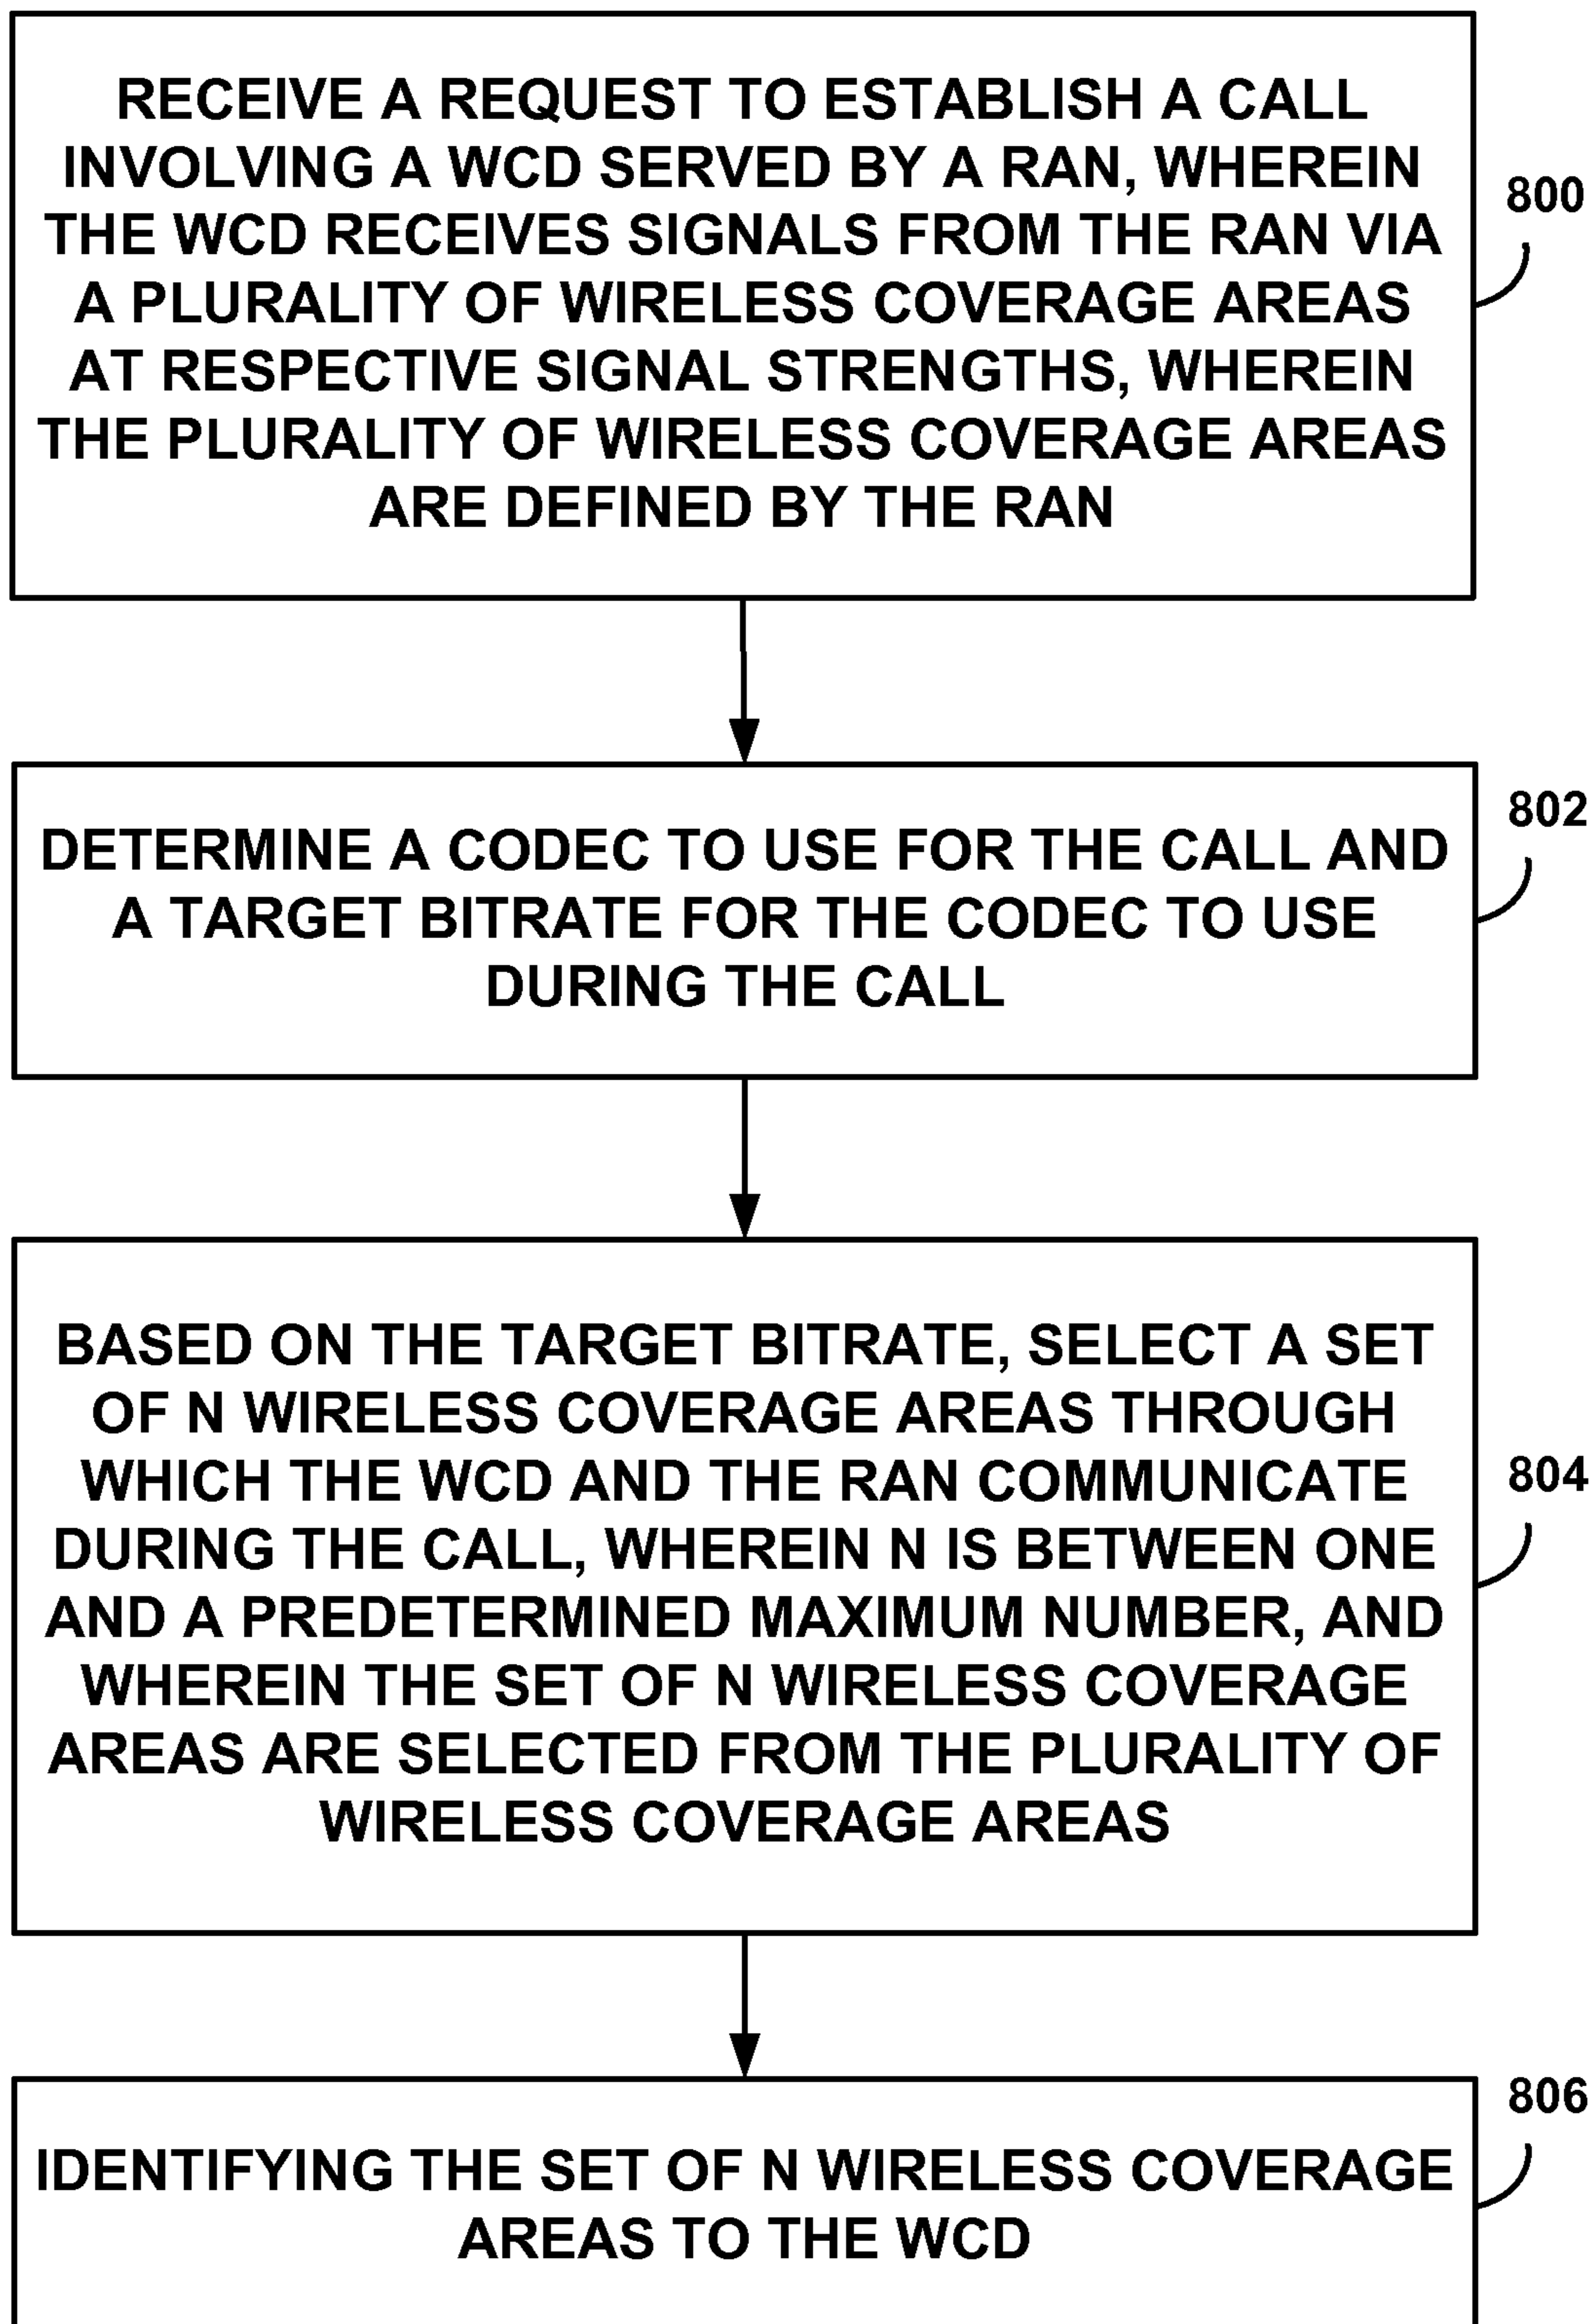 RECEIVE A REQUEST TO ESTABLISH A CALL
INVOLVING A WCD SERVED BY A RAN, WHEREIN
THE WCD RECEIVES SIGNALS FROM THE RAN VIA
A PLURALITY OF WIRELESS COVERAGE AREAS
AT RESPECTIVE SIGNAL STRENGTHS, WHEREIN
THE PLURALITY OF WIRELESS COVERAGE AREAS
ARE DEFINED BY THE RAN
800
DETERMINE A CODEC TO USE FOR THE CALL AND
A TARGET BITRATE FOR THE CODEC TO USE
DURING THE CALL
802
BASED ON THE TARGET BITRATE, SELECT A SET
OF N WIRELESS COVERAGE AREAS THROUGH
WHICH THE WCD AND THE RAN COMMUNICATE
DURING THE CALL, WHEREIN N IS BETWEEN ONE
AND A PREDETERMINED MAXIMUM NUMBER, AND
WHEREIN THE SET OF N WIRELESS COVERAGE
AREAS ARE SELECTED FROM THE PLURALITY OF
WIRELESS COVERAGE AREAS
804
IDENTIFYING THE SET OF N WIRELESS COVERAGE
AREAS TO THE WCD
806